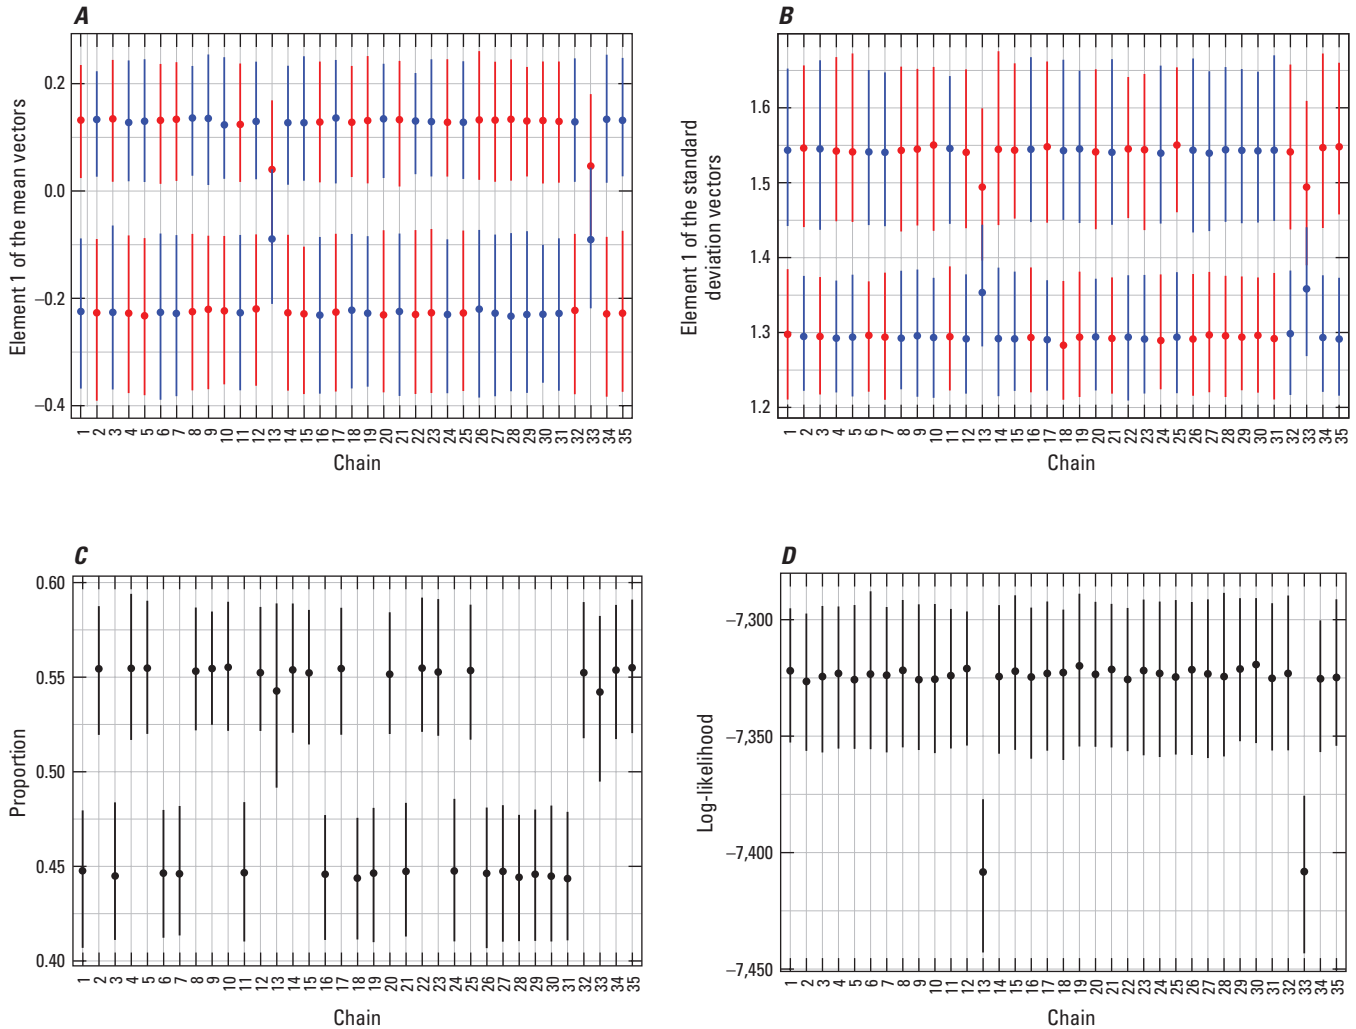 A
Element 1 of the mean vectors
0.2
0.0
–0.2
–0.4
1 2 3 4 5 6 7 8 9 10 11 12 13 14 15 16 17 18 19 20 21 22 23 24 25 26 27 28 29 30 31 32 33 34 35
Chain
B
Element 1 of the standard
deviation vectors
1.6
1.5
1.4
1.3
1.2
1 2 3 4 5 6 7 8 9 10 11 12 13 14 15 16 17 18 19 20 21 22 23 24 25 26 27 28 29 30 31 32 33 34 35
Chain
C
Proportion
0.60
0.55
0.50
0.45
0.40
1 2 3 4 5 6 7 8 9 10 11 12 13 14 15 16 17 18 19 20 21 22 23 24 25 26 27 28 29 30 31 32 33 34 35
Chain
D
Log-likelihood
–7,300
–7,350
–7,400
–7,450
1 2 3 4 5 6 7 8 9 10 11 12 13 14 15 16 17 18 19 20 21 22 23 24 25 26 27 28 29 30 31 32 33 34 35
Chain